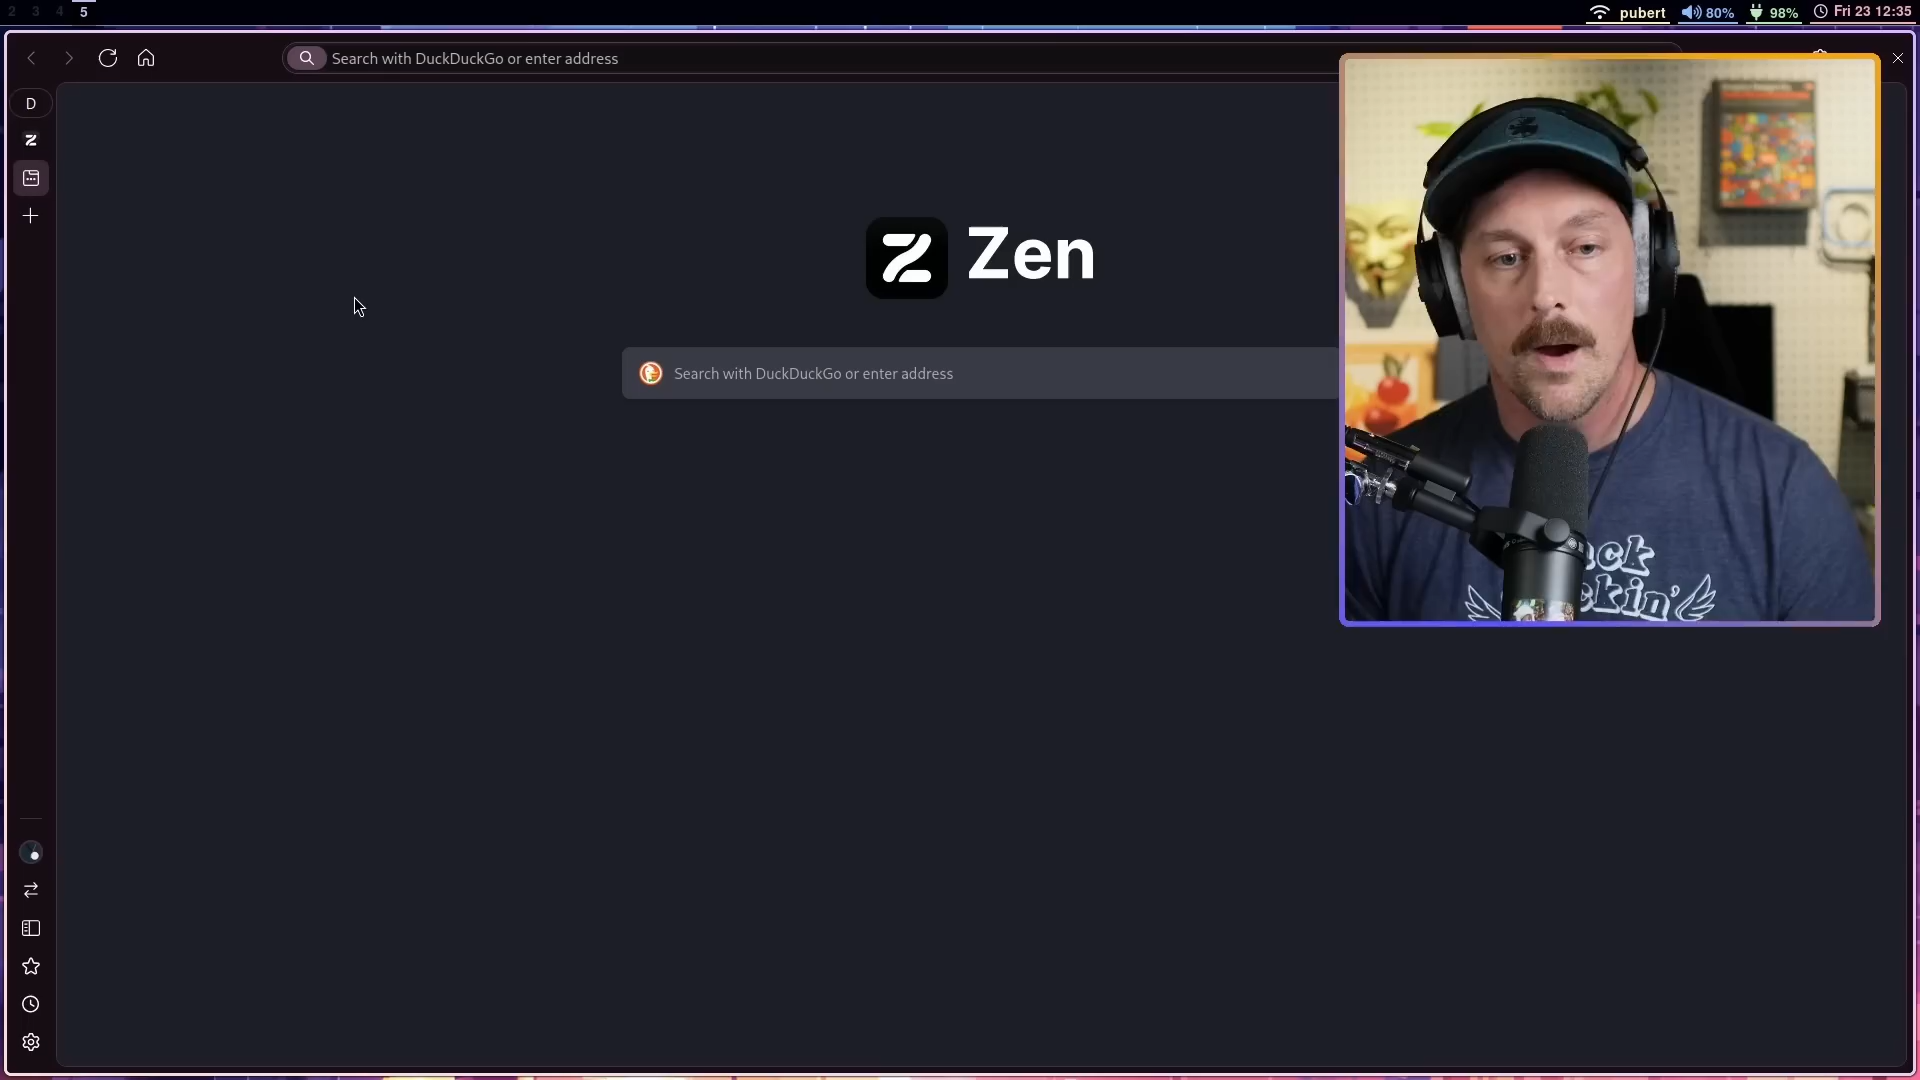 2 3 4 5
pubert 80% 98% Fri 23 12:35
Search with DuckDuckGo or enter address
D
Zen
Search with DuckDuckGo or enter address